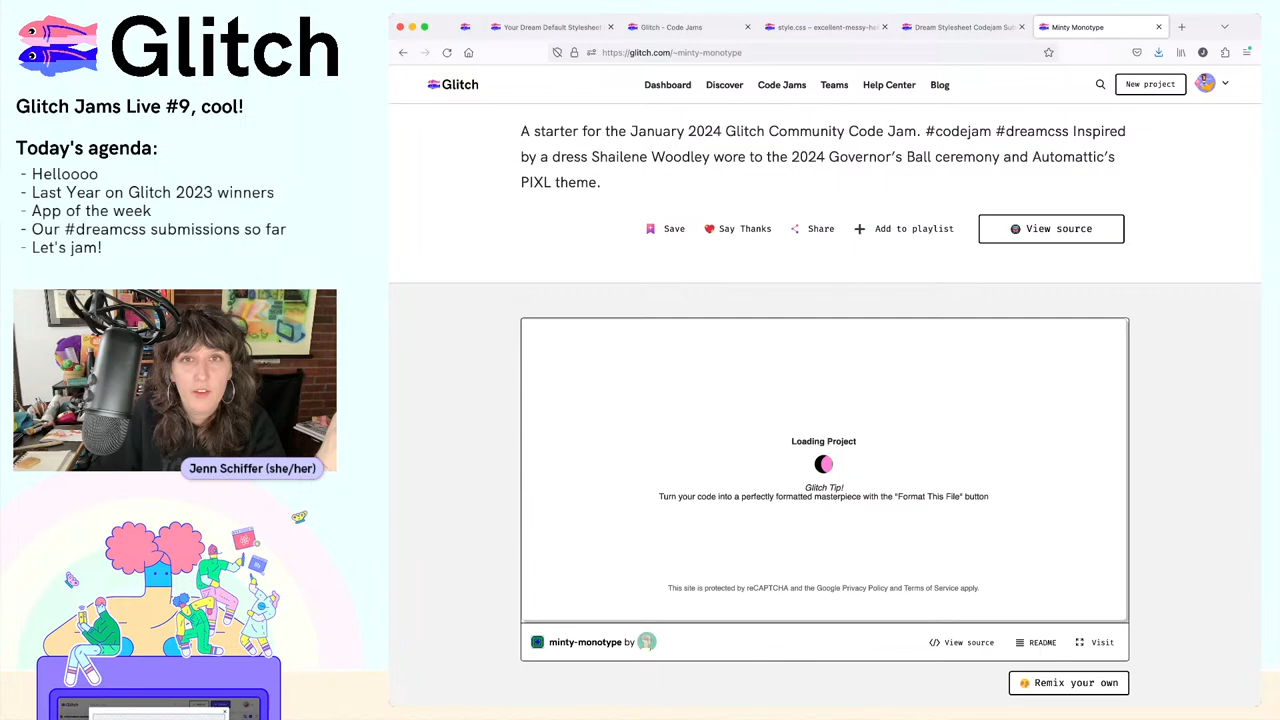 Glitch
Glitch Jams Live #9, cool!
Today's agenda:
- Helloooo
- Last Year on Glitch 2023 winners
- App of the week
- Our #dreamcss submissions so far
- Let's jam!
Jenn Schiffer (she/her)
Your Dream Default Stylesheet
Glitch – Code Jams
style.css – excellent-messy-he
Dream Stylesheet Codejam Sub
Minty Monotype
https://glitch.com/~minty-monotype
Glitch
Dashboard
Discover
Code Jams
Teams
Help Center
Blog
New project
A starter for the January 2024 Glitch Community Code Jam. #codejam #dreamcss Inspired
by a dress Shailene Woodley wore to the 2024 Governor's Ball ceremony and Automattic's
PIXL theme.
Save
Say Thanks
Share
Add to playlist
View source
Loading Project
Glitch Tip!
Turn your code into a perfectly formatted masterpiece with the "Format This File" button
This site is protected by reCAPTCHA and the Google Privacy Policy and Terms of Service apply.
minty-monotype by
</> View source
README
Visit
Remix your own
Glitch